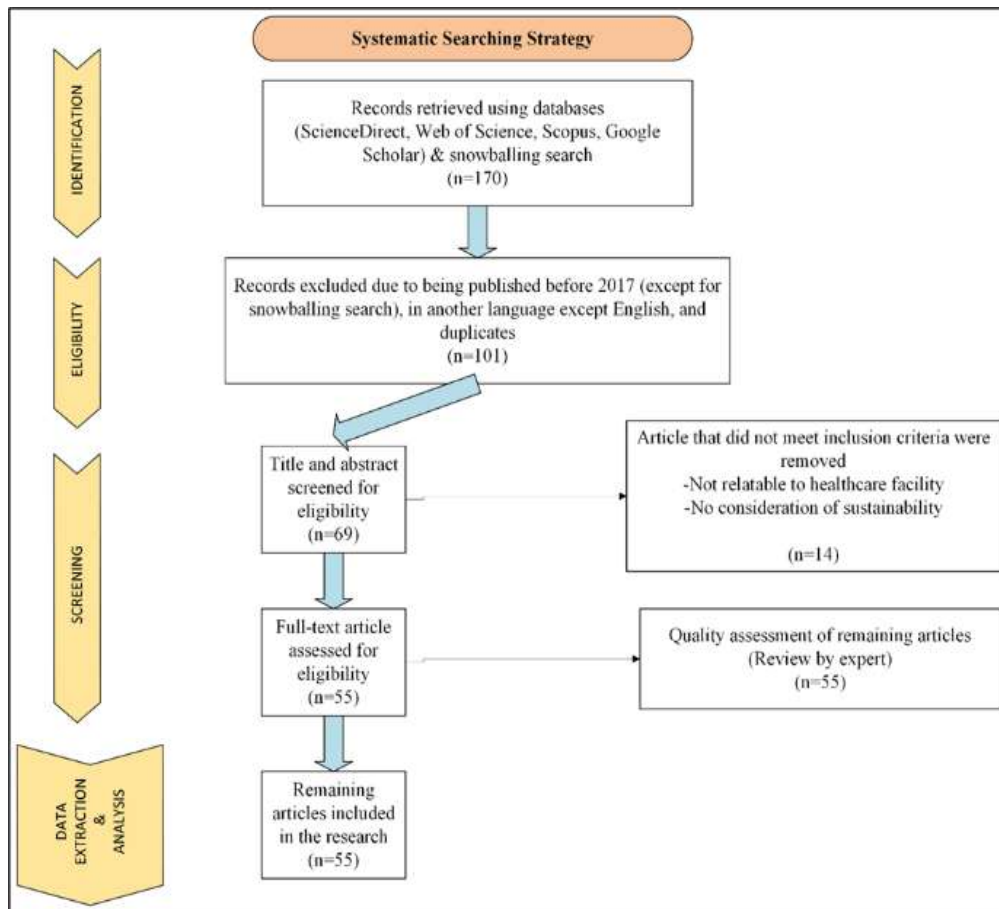 Systematic Searching Strategy
IDENTIFICATION
Records retrieved using databases
(ScienceDirect, Web of Science, Scopus, Google
Scholar) & snowballing search
(n=170)
ELIGIBILITY
Records excluded due to being published before 2017 (except for
snowballing search), in another language except English, and
duplicates
(n=101)
SCREENING
Title and abstract
screened for
eligibility
(n=69)
Article that did not meet inclusion criteria were
removed
-Not relatable to healthcare facility
-No consideration of sustainability
(n=14)
Full-text article
assessed for
eligibility
(n=55)
Quality assessment of remaining articles
(Review by expert)
(n=55)
DATA
EXTRACTION
&
ANALYSIS
Remaining
articles included
in the research
(n=55)